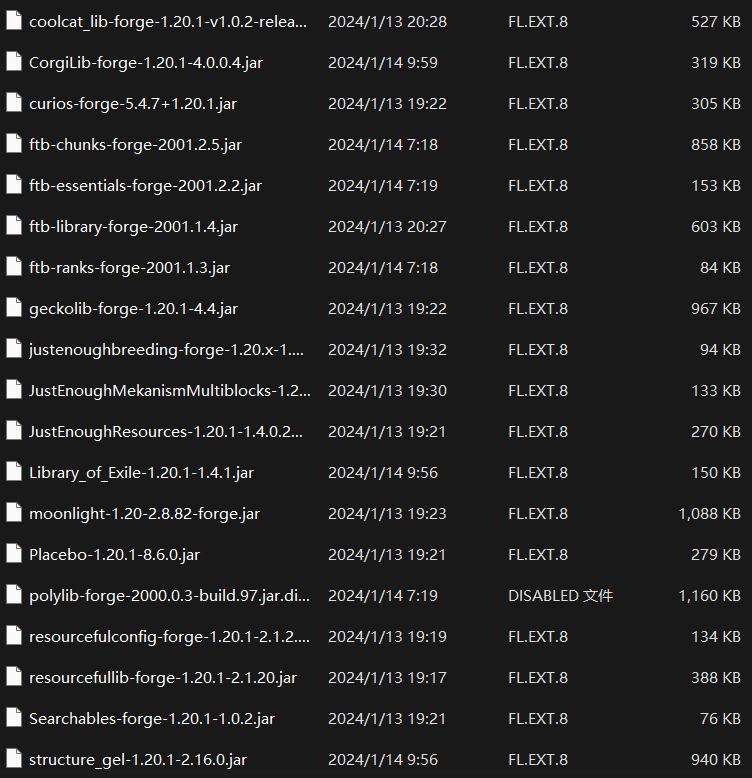 coolcat_lib-forge-1.20.1-v1.0.2-relea... 2024/1/13 20:28 FL.EXT.8 527 KB
CorgiLib-forge-1.20.1-4.0.0.4.jar 2024/1/14 9:59 FL.EXT.8 319 KB
curios-forge-5.4.7+1.20.1.jar 2024/1/13 19:22 FL.EXT.8 305 KB
ftb-chunks-forge-2001.2.5.jar 2024/1/14 7:18 FL.EXT.8 858 KB
ftb-essentials-forge-2001.2.2.jar 2024/1/14 7:19 FL.EXT.8 153 KB
ftb-library-forge-2001.1.4.jar 2024/1/13 20:27 FL.EXT.8 603 KB
ftb-ranks-forge-2001.1.3.jar 2024/1/14 7:18 FL.EXT.8 84 KB
geckolib-forge-1.20.1-4.4.jar 2024/1/13 19:22 FL.EXT.8 967 KB
justenoughbreeding-forge-1.20.x-1.... 2024/1/13 19:32 FL.EXT.8 94 KB
JustEnoughMekanismMultiblocks-1.2... 2024/1/13 19:30 FL.EXT.8 133 KB
JustEnoughResources-1.20.1-1.4.0.2... 2024/1/13 19:21 FL.EXT.8 270 KB
Library_of_Exile-1.20.1-1.4.1.jar 2024/1/14 9:56 FL.EXT.8 150 KB
moonlight-1.20-2.8.82-forge.jar 2024/1/13 19:23 FL.EXT.8 1,088 KB
Placebo-1.20.1-8.6.0.jar 2024/1/13 19:21 FL.EXT.8 279 KB
polylib-forge-2000.0.3-build.97.jar.di... 2024/1/14 7:19 DISABLED 文件 1,160 KB
resourcefulconfig-forge-1.20.1-2.1.2.... 2024/1/13 19:19 FL.EXT.8 134 KB
resourcefullib-forge-1.20.1-2.1.20.jar 2024/1/13 19:17 FL.EXT.8 388 KB
Searchables-forge-1.20.1-1.0.2.jar 2024/1/13 19:21 FL.EXT.8 76 KB
structure_gel-1.20.1-2.16.0.jar 2024/1/14 9:56 FL.EXT.8 940 KB